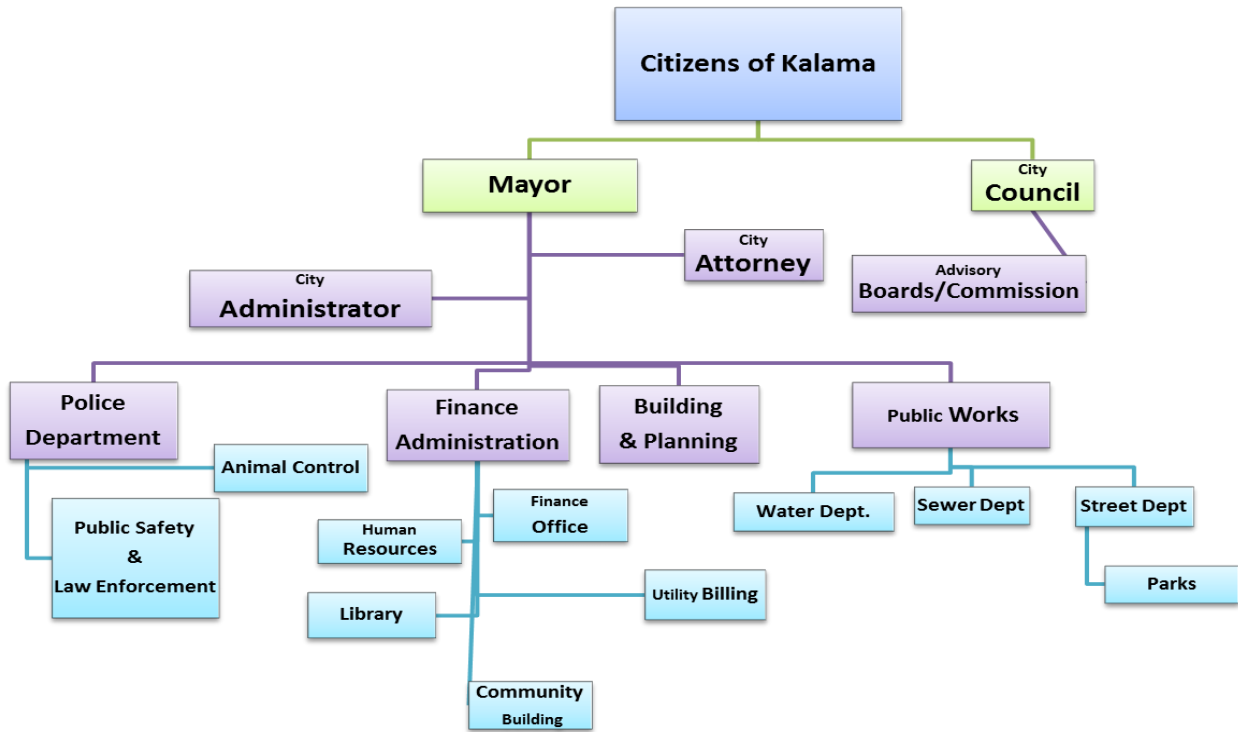 Citizens of Kalama
Mayor
City
Council
City
Attorney
City
Administrator
Advisory
Boards/Commission
Police
Department
Finance
Administration
Building
& Planning
Public Works
Animal Control
Public Safety
&
Law Enforcement
Finance
Office
Human
Resources
Utility Billing
Library
Community
Building
Water Dept.
Sewer Dept
Street Dept
Parks